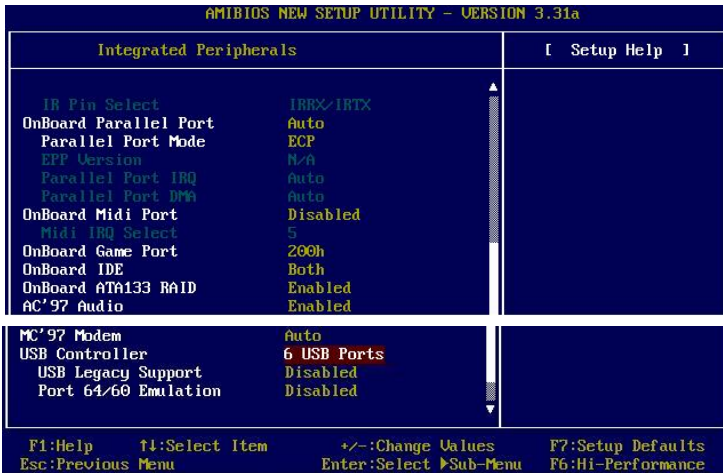 AMIBIOS NEW SETUP UTILITY - VERSION 3.31a
Integrated Peripherals
[ Setup Help ]
IR Pin Select IRRX/IRTX
OnBoard Parallel Port Auto
Parallel Port Mode ECP
EPP Version N/A
Parallel Port IRQ Auto
Parallel Port DMA Auto
OnBoard Midi Port Disabled
Midi IRQ Select 5
OnBoard Game Port 200h
OnBoard IDE Both
OnBoard ATA133 RAID Enabled
AC'97 Audio Enabled
MC'97 Modem Auto
USB Controller 6 USB Ports
USB Legacy Support Disabled
Port 64/60 Emulation Disabled
F1:Help ↑↓:Select Item +/-:Change Values F7:Setup Defaults
Esc:Previous Menu Enter:Select ▶Sub-Menu F6:Hi-Performance